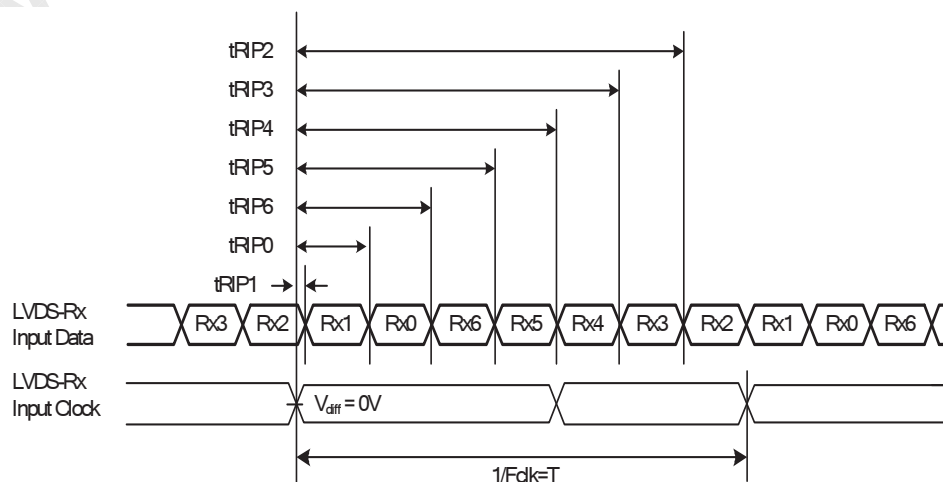 tRIP2
tRIP3
tRIP4
tRIP5
tRIP6
tRIP0
tRIP1
LVDS-Rx
Input Data
Rx3 Rx2 Rx1 Rx0 Rx6 Rx5 Rx4 Rx3 Rx2 Rx1 Rx0 Rx6
LVDS-Rx
Input Clock
Vdiff = 0V
1/Fclk=T